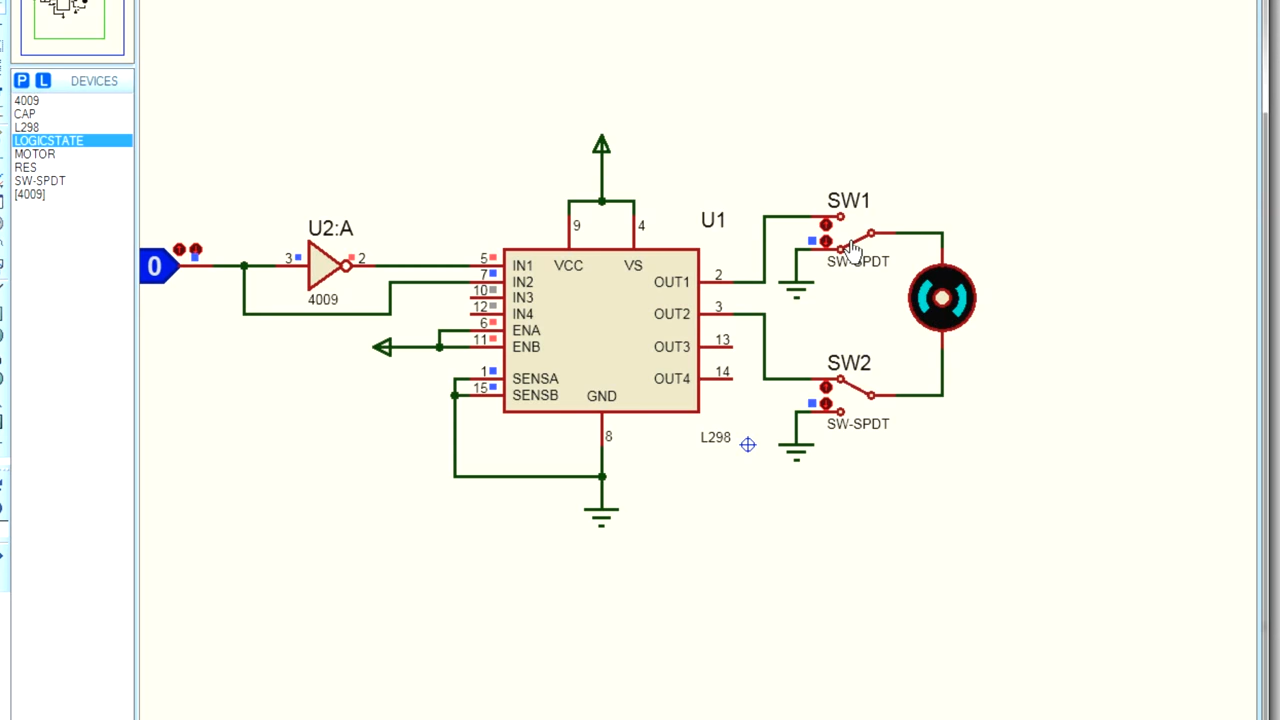 P L DEVICES
4009
CAP
L298
LOGICSTATE
MOTOR
RES
SW-SPDT
[4009]
0
U2:A
3 2
4009
U1
9 4
VCC VS
5 IN1
7 IN2
10 IN3
12 IN4
6 ENA
11 ENB
1 SENSA
15 SENSB
GND
8
OUT1 2
OUT2 3
OUT3 13
OUT4 14
L298
SW1
SW-SPDT
SW2
SW-SPDT